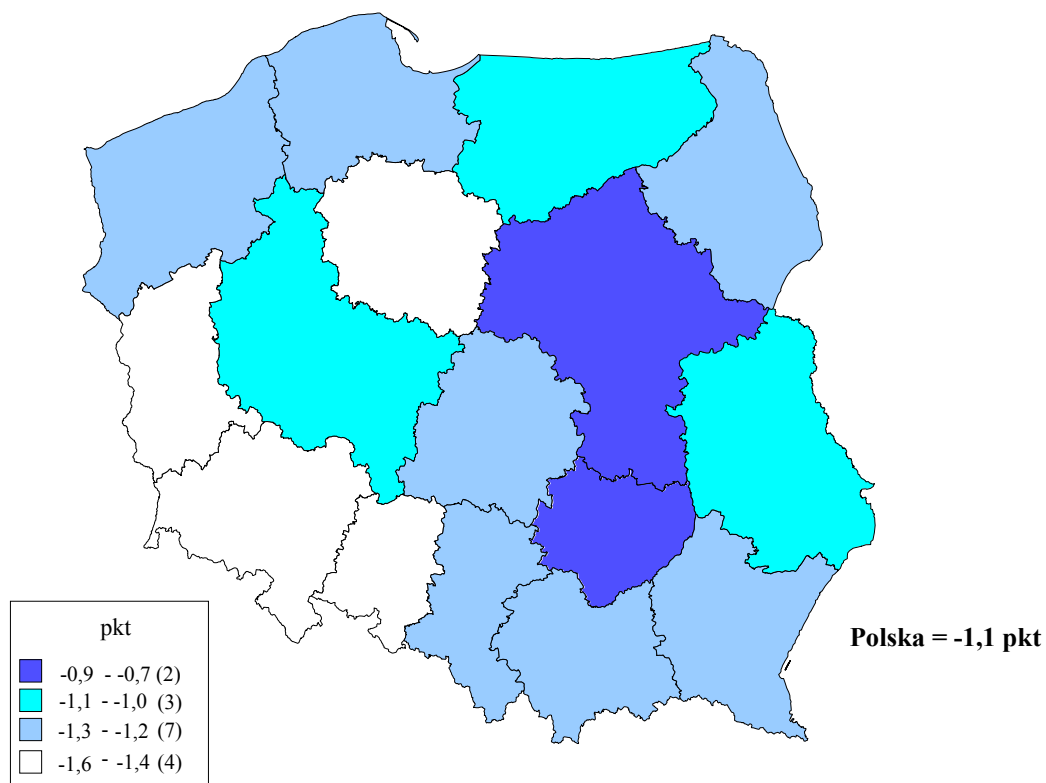 pkt
-0,9 - -0,7 (2)
-1,1 - -1,0 (3)
-1,3 - -1,2 (7)
-1,6 - -1,4 (4)
Polska = -1,1 pkt